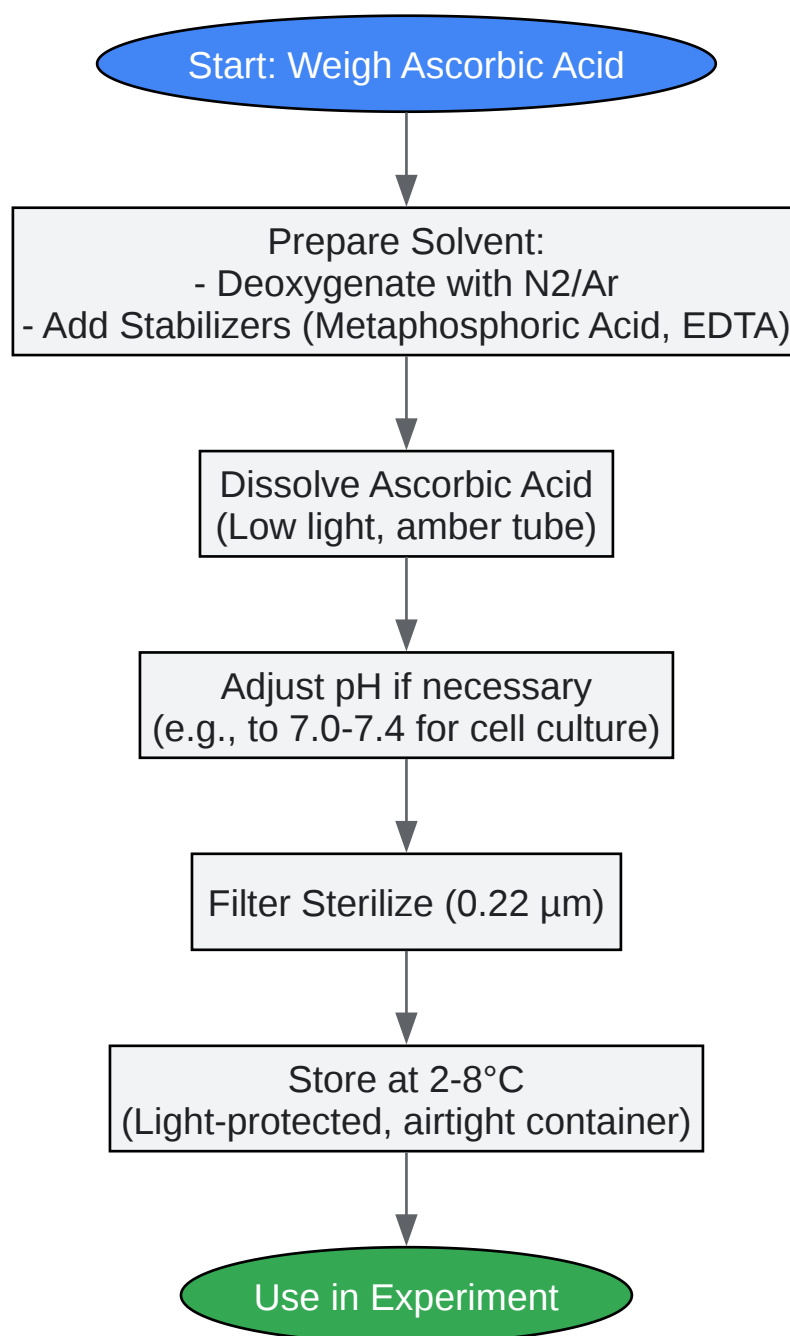 Start: Weigh Ascorbic Acid
Prepare Solvent:
- Deoxygenate with N2/Ar
- Add Stabilizers (Metaphosphoric Acid, EDTA)
Dissolve Ascorbic Acid
(Low light, amber tube)
Adjust pH if necessary
(e.g., to 7.0-7.4 for cell culture)
Filter Sterilize (0.22 µm)
Store at 2-8°C
(Light-protected, airtight container)
Use in Experiment